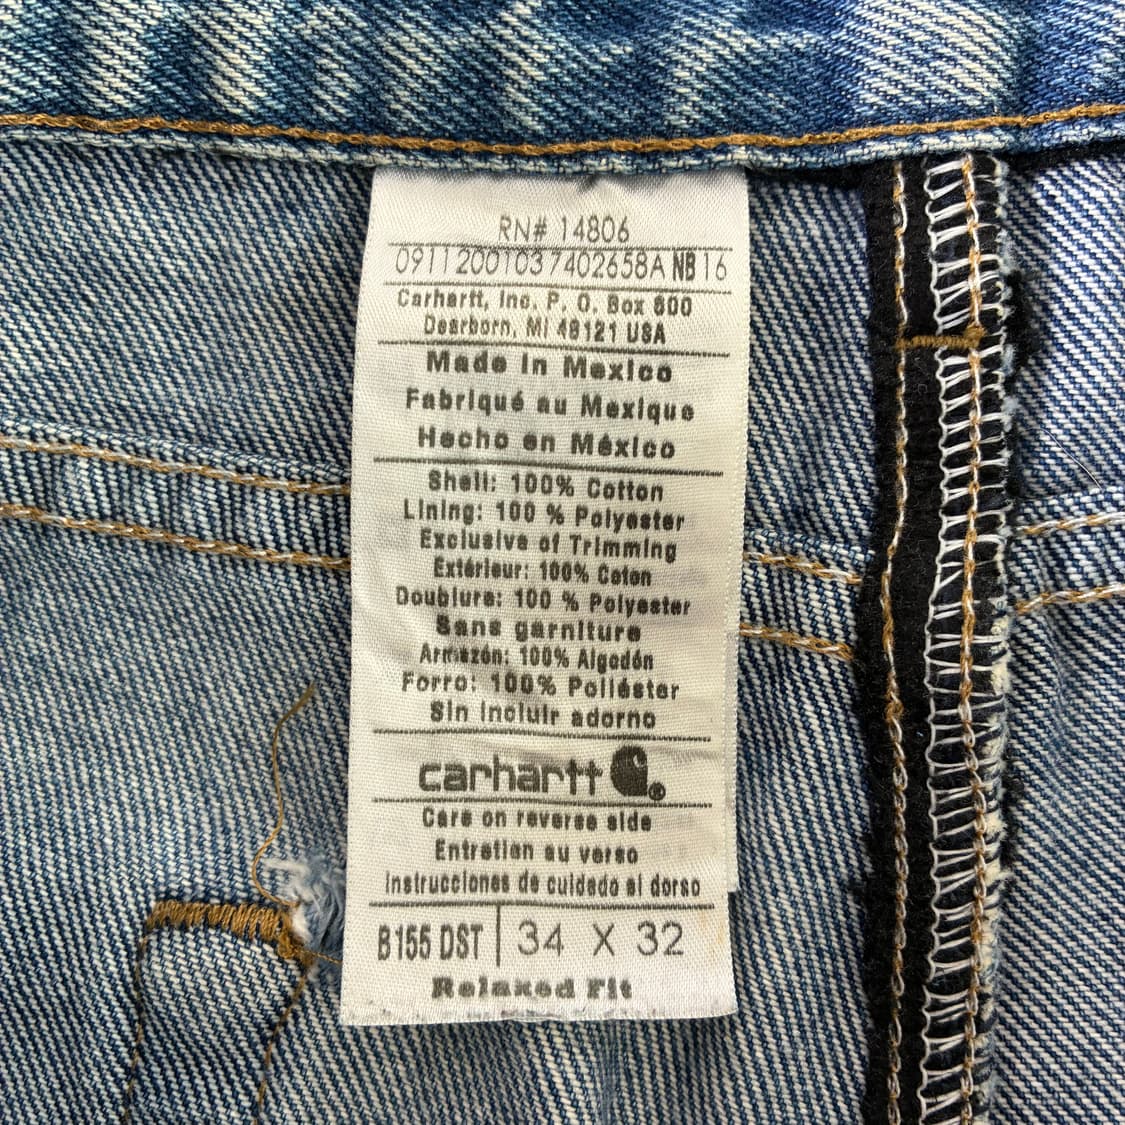 RN# 14806
09112001037402658A NB 16
Carhartt, Inc. P. O. Box 600
Dearborn, MI 48121 USA
Made in Mexico
Fabriqué au Mexique
Hecho en México
Shell: 100% Cotton
Lining: 100 % Polyester
Exclusive of Trimming
Extérieur: 100% Coton
Doublure: 100 % Polyester
Sans garniture
Armazón: 100% Algodón
Forro: 100% Poliéster
Sin incluir adorno
carhartt ®
Care on reverse side
Entretien au verso
Instrucciones de cuidado al dorso
B155 DST 34 X 32
Relaxed Fit